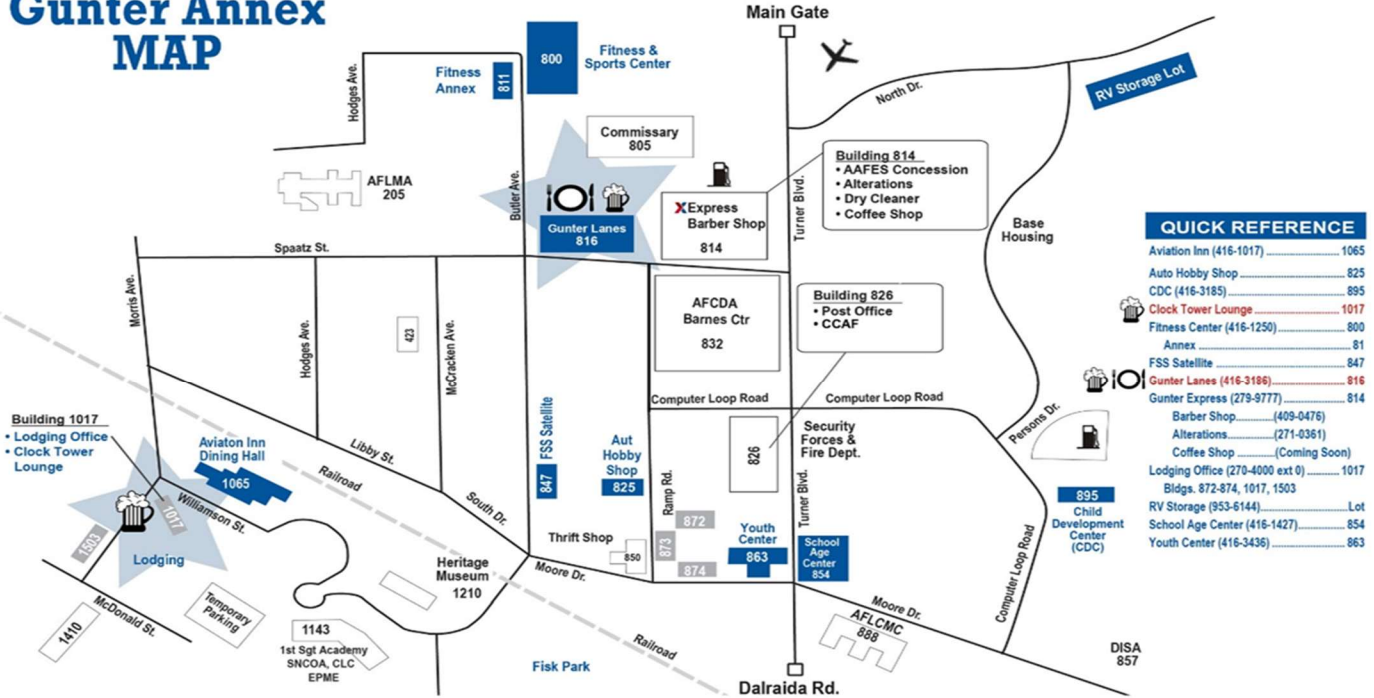 Gunter Annex
MAP
Main Gate
Hodges Ave.
Fitness
Annex
811
800
Fitness &
Sports Center
North Dr.
RV Storage Lot
Commissary
805
AFLMA
205
Butler Ave.
Gunter Lanes
816
XExpress
Barber Shop
814
Turner Blvd.
Building 814
• AAFES Concession
• Alterations
• Dry Cleaner
• Coffee Shop
Base
Housing
Spaatz St.
Morris Ave.
Hodges Ave.
423
McCracken Ave.
AFCDA
Barnes Ctr
832
Building 826
• Post Office
• CCAF
Computer Loop Road
Computer Loop Road
Persons Dr.
Building 1017
• Lodging Office
• Clock Tower
Lounge
Aviaton Inn
Dining Hall
1065
Libby St.
Railroad
South Dr.
847
FSS Satellite
Aut
Hobby
Shop
825
Ramp Rd.
826
Security
Forces &
Fire Dept.
Turner Blvd.
872
873
874
Youth
Center
863
School
Age
Center
854
895
Child
Development
Center
(CDC)
Computer Loop Road
1503
1017
Williamson St.
Lodging
Thrift Shop
850
Moore Dr.
Heritage
Museum
1210
McDonald St.
1410
Temporary
Parking
1143
1st Sgt Academy
SNCOA, CLC
EPME
Fisk Park
Railroad
Moore Dr.
AFLCMC
888
DISA
857
Dalraida Rd.
QUICK REFERENCE
Aviation Inn (416-1017) 1065
Auto Hobby Shop 825
CDC (416-3185) 895
Clock Tower Lounge 1017
Fitness Center (416-1250) 800
Annex 81
FSS Satellite 847
Gunter Lanes (416-3186) 816
Gunter Express (279-9777) 814
Barber Shop (409-0476)
Alterations (271-0361)
Coffee Shop (Coming Soon)
Lodging Office (270-4000 ext 0) 1017
Bldgs. 872-874, 1017, 1503
RV Storage (953-6144) Lot
School Age Center (416-1427) 854
Youth Center (416-3436) 863